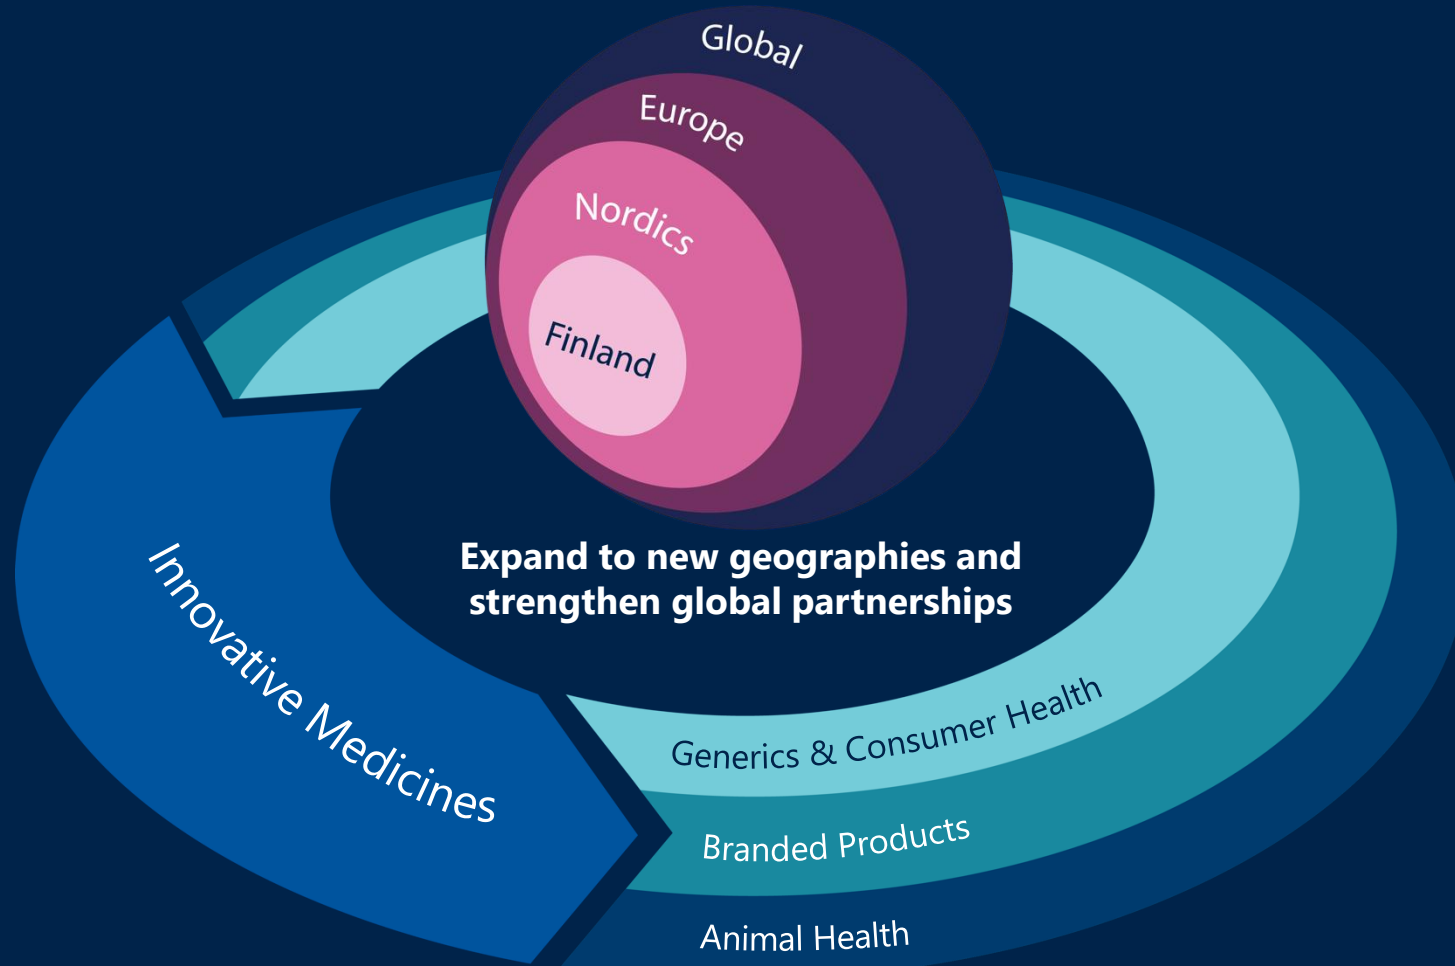 Global
Europe
Nordics
Finland
Expand to new geographies and
strengthen global partnerships
Innovative Medicines
Generics & Consumer Health
Branded Products
Animal Health